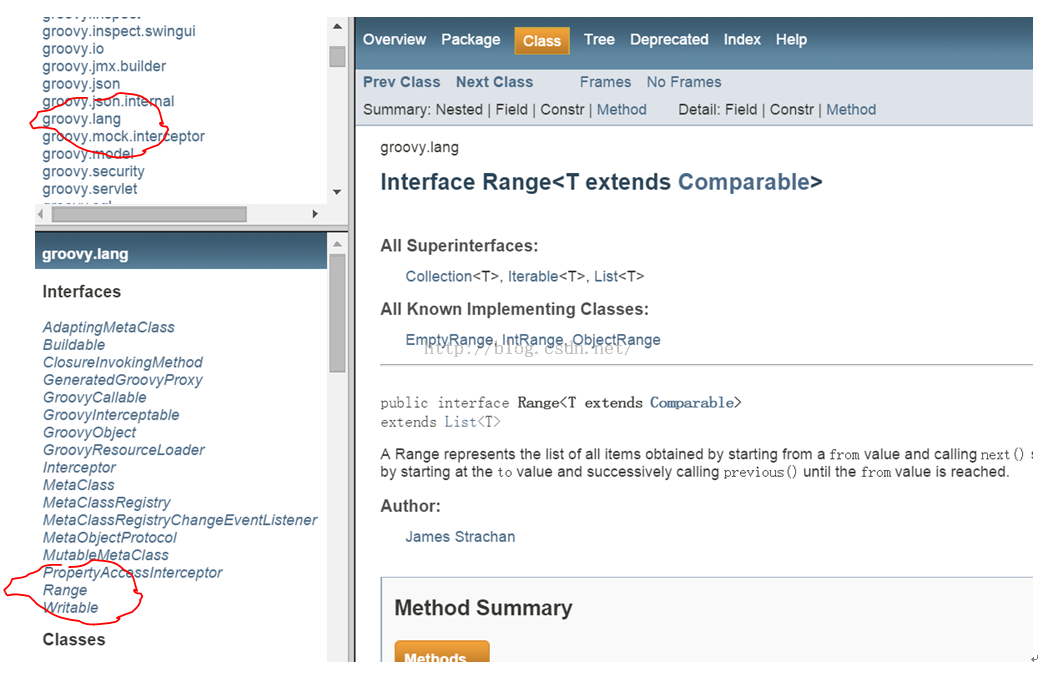 groovy.inspect
groovy.inspect.swingui
groovy.io
groovy.jmx.builder
groovy.json
groovy.json.internal
groovy.lang
groovy.mock.interceptor
groovy.model
groovy.security
groovy.servlet
groovy.sql
groovy.lang
Interfaces
AdaptingMetaClass
Buildable
ClosureInvokingMethod
GeneratedGroovyProxy
GroovyCallable
GroovyInterceptable
GroovyObject
GroovyResourceLoader
Interceptor
MetaClass
MetaClassRegistry
MetaClassRegistryChangeEventListener
MetaObjectProtocol
MutableMetaClass
PropertyAccessInterceptor
Range
Writable
Classes
Overview Package Class Tree Deprecated Index Help
Prev Class Next Class Frames No Frames
Summary: Nested | Field | Constr | Method Detail: Field | Constr | Method
groovy.lang
Interface Range<T extends Comparable>
All Superinterfaces:
Collection<T>, Iterable<T>, List<T>
All Known Implementing Classes:
EmptyRange, IntRange, ObjectRange
http://blog.csdn.net/
public interface Range<T extends Comparable>
extends List<T>
A Range represents the list of all items obtained by starting from a from value and calling next() s
by starting at the to value and successively calling previous() until the from value is reached.
Author:
James Strachan
Method Summary
Methods